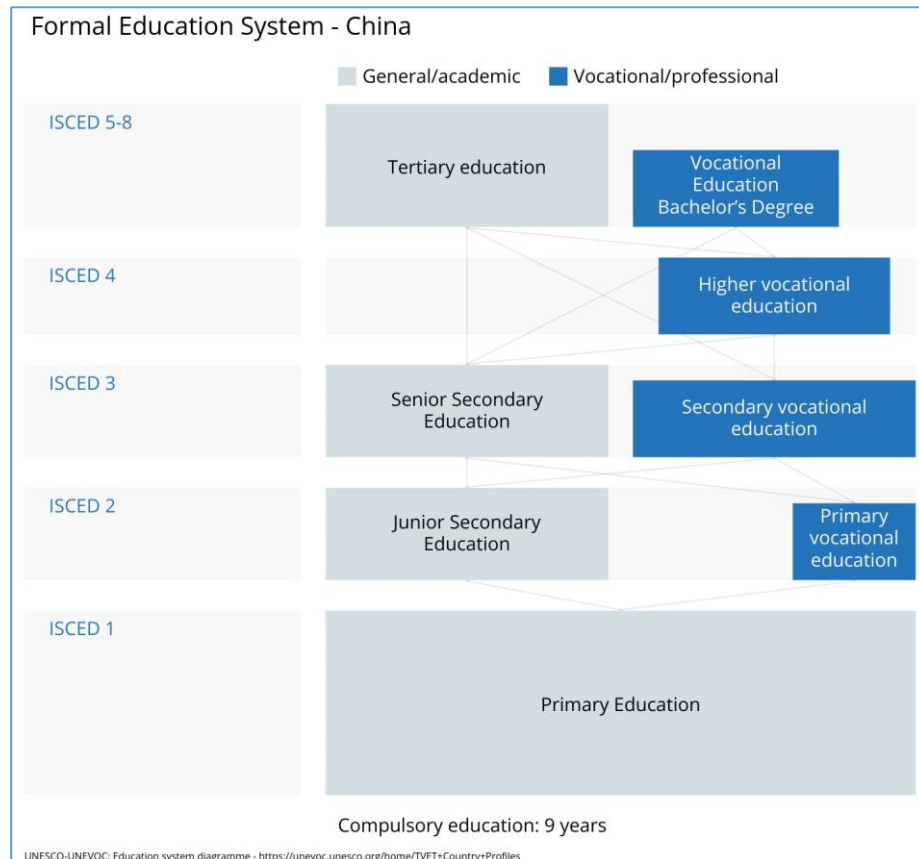 Formal Education System - China
General/academic
Vocational/professional
ISCED 5-8
Tertiary education
Vocational
Education
Bachelor’s Degree
ISCED 4
Higher vocational
education
ISCED 3
Senior Secondary
Education
Secondary vocational
education
ISCED 2
Junior Secondary
Education
Primary
vocational
education
ISCED 1
Primary Education
Compulsory education: 9 years
UNESCO-UNEVOC: Education system diagramme - https://unevoc.unesco.org/home/TVET+Country+Profiles